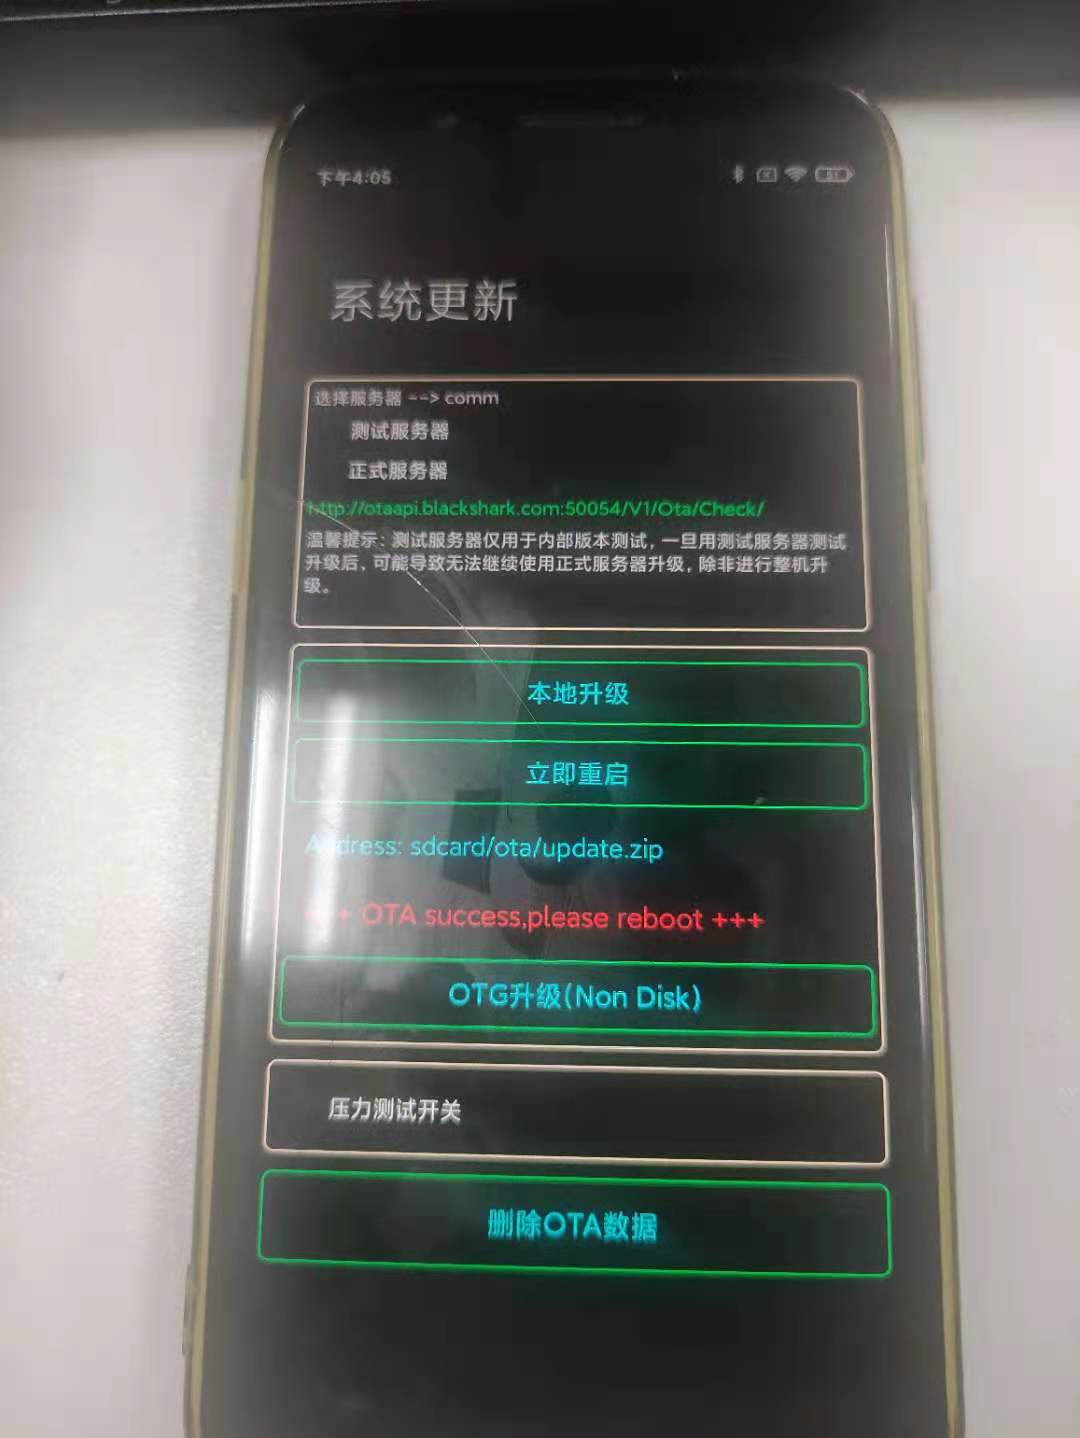 下午4:05
51
系统更新
选择服务器 --> comm
测试服务器
正式服务器
http://otaapi.blackshark.com:50054/V1/Ota/Check/
温馨提示：测试服务器仅用于内部版本测试，一旦用测试服务器测试
升级后，可能导致无法继续使用正式服务器升级，除非进行整机升
级。
本地升级
立即重启
Address: sdcard/ota/update.zip
+++ OTA success,please reboot +++
OTG升级(Non Disk)
压力测试开关
删除OTA数据